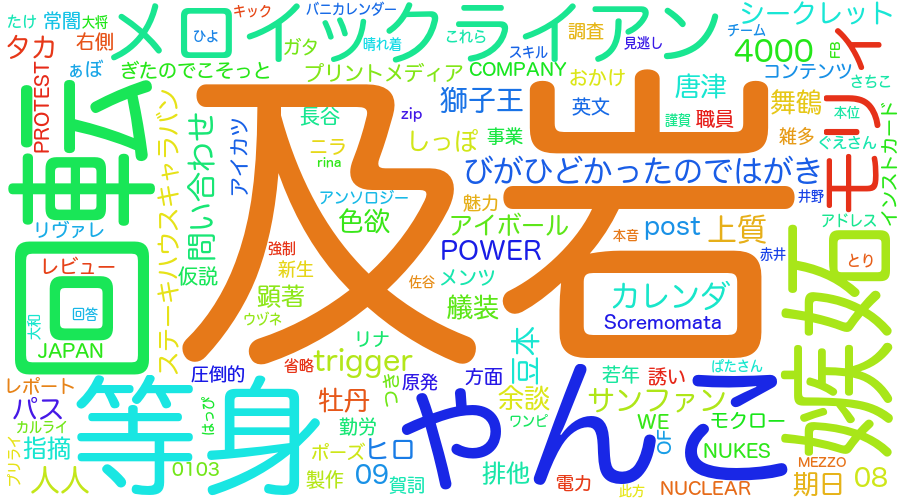 メロイックライアン
シークレット
モッツィ
4000
FB
さちこ
チーム
見逃し
コンテンツ
調査
これら
キック
バニカレンダー
晴れ着
スキル
ひよ
ガタ
たけ
常闇
大将
タカ
右側
ぁぼ
ぎたのでこそっと
プリントメディア
COMPANY
おかけ
唐津
舞鶴
本位
PROTEST
回転
ステーキハウスキャラバン
問い合わせ
アイカツ
長谷
ニラ
rina
zip
獅子王
英文
しっぽ
事業
謹賀
職員
雑多
ぐえさん
インストカード
及岩
びがひどかったのではがき
井野
アドレス
アンソロジー
色欲
魅力
アイボール
本音
post
上質
赤井
とり
嫉妬
リヴァレ
レビュー
仮説
強制
新生
顕著
ウヅネ
POWER
佐谷
メンツ
艤装
カレンダ
Soremomata
大和
回答
JAPAN
リナ
省略
trigger
豆本
圧倒的
つき
原発
方面
若年
誘い
ぱたさん
レポート
パス
カルライ
プリライ
指摘
人人
等身
はっぴ
0103
牡丹
勤労
ポーズ
製作
ヒロ
09
賀詞
やんこ
余談
ワンピ
排他
サンファン
WE
OF
モクロー
NUKES
電力
此方
NUCLEAR
MEZZO
期日
08